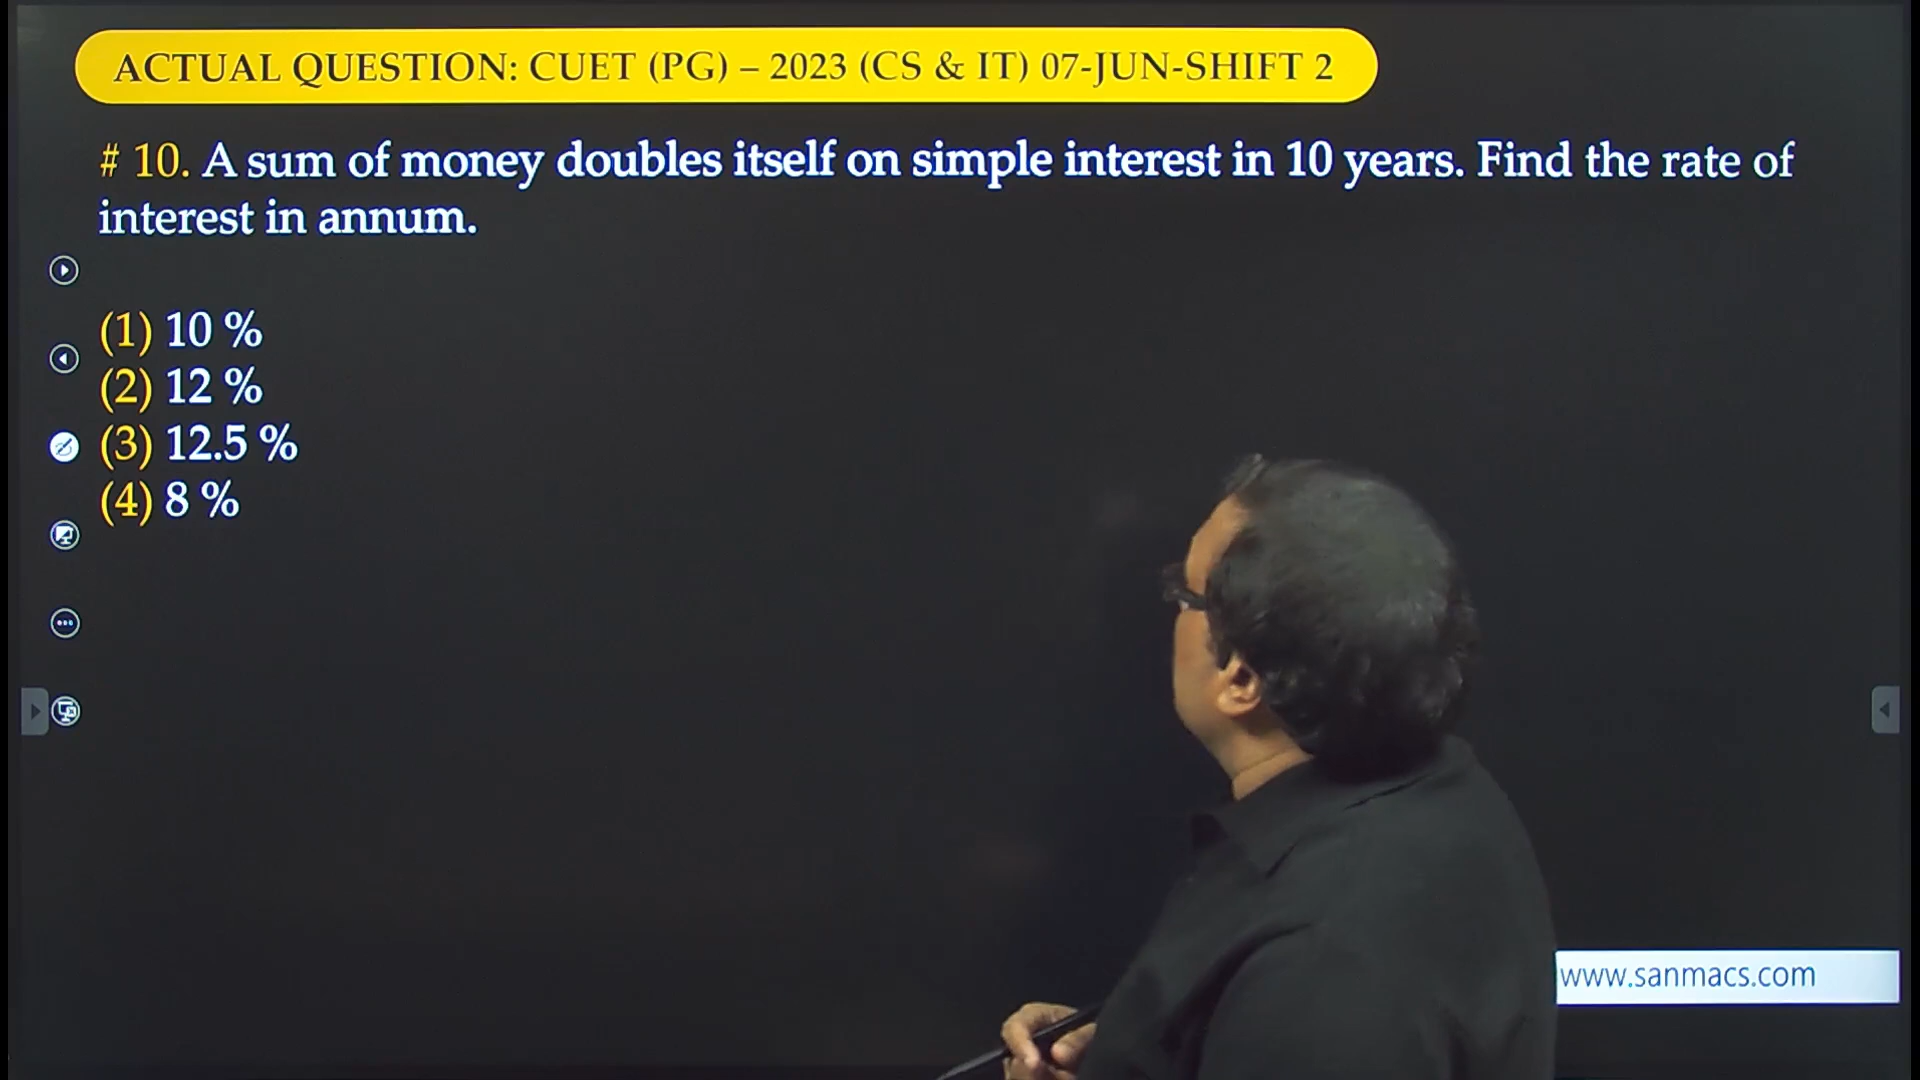 ACTUAL QUESTION: CUET (PG) – 2023 (CS & IT) 07-JUN-SHIFT 2
# 10. A sum of money doubles itself on simple interest in 10 years. Find the rate of
interest in annum.
(1) 10 %
(2) 12 %
(3) 12.5 %
(4) 8 %
www.sanmacs.com